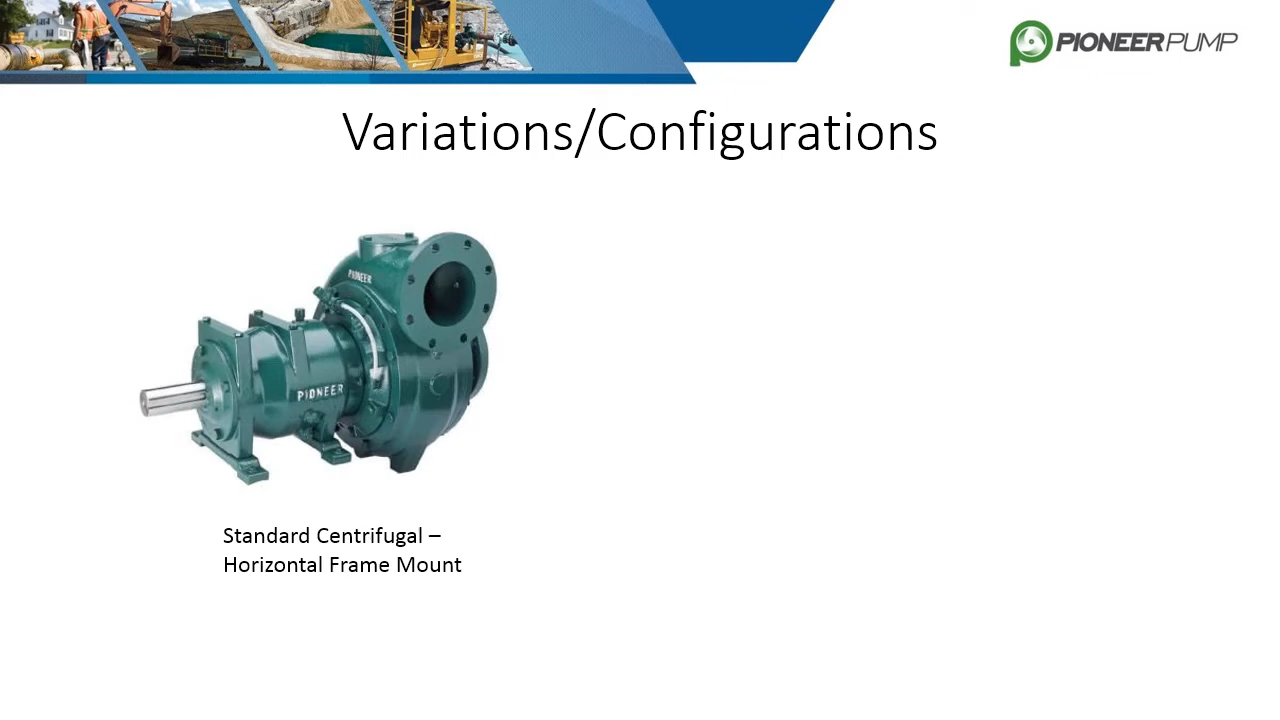 PIONEERPUMP
Variations/Configurations
PIONEER
PIONEER
Standard Centrifugal –
Horizontal Frame Mount